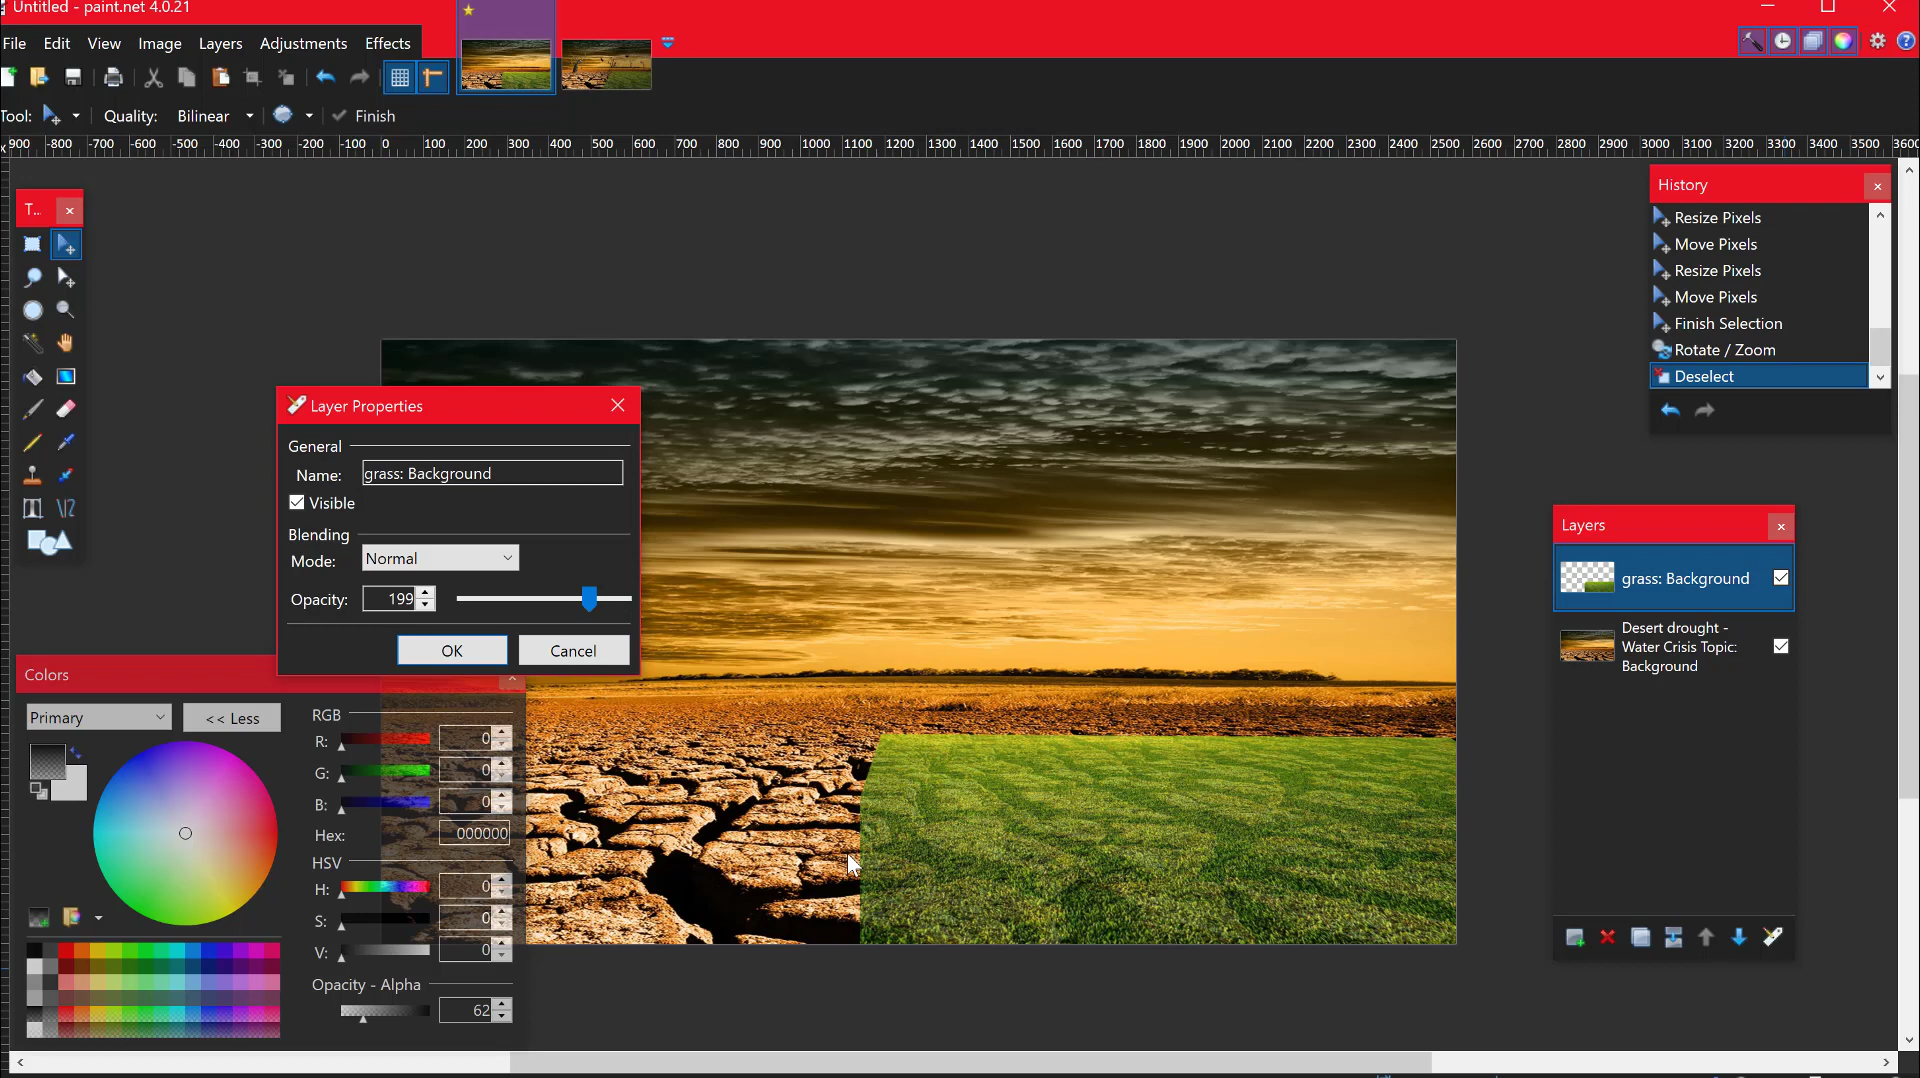 Untitled - paint.net 4.0.21
File Edit View Image Layers Adjustments Effects
Tool: Quality: Bilinear Finish
900 -800 -700 -600 -500 -400 -300 -200 -100 0 100 200 300 400 500 600 700 800 900 1000 1100 1200 1300 1400 1500 1600 1700 1800 1900 2000 2100 2200 2300 2400 2500 2600 2700 2800 2900 3000 3100 3200 3300 3400 3500 3600
T...
History
Resize Pixels
Move Pixels
Resize Pixels
Move Pixels
Finish Selection
Rotate / Zoom
Deselect
Layer Properties
General
Name: grass: Background
Visible
Blending
Mode: Normal
Opacity: 199
OK Cancel
Layers
grass: Background
Desert drought -
Water Crisis Topic:
Background
Colors
Primary << Less
RGB
R: 0
G: 0
B: 0
Hex: 000000
HSV
H: 0
S: 0
V: 0
Opacity - Alpha
62